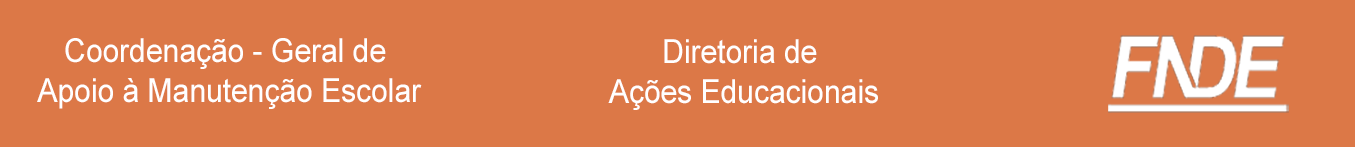 Coordenação - Geral de
Apoio à Manutenção Escolar
Diretoria de
Ações Educacionais
FNDE